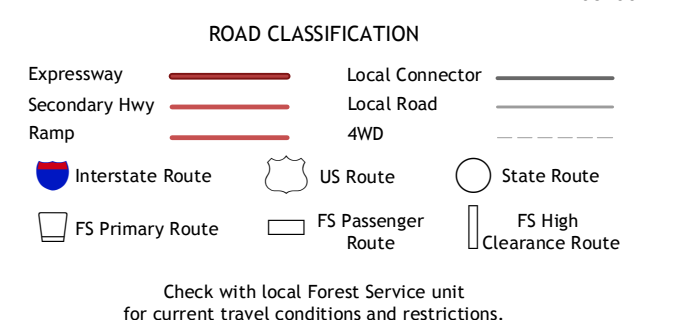 ROAD CLASSIFICATION
Expressway
Local Connector
Secondary Hwy
Local Road
Ramp
4WD
Interstate Route
US Route
State Route
FS Primary Route
FS Passenger
Route
FS High
Clearance Route
Check with local Forest Service unit
for current travel conditions and restrictions.